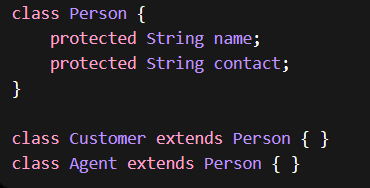 class Person {
    protected String name;
    protected String contact;
}

class Customer extends Person { }
class Agent extends Person { }